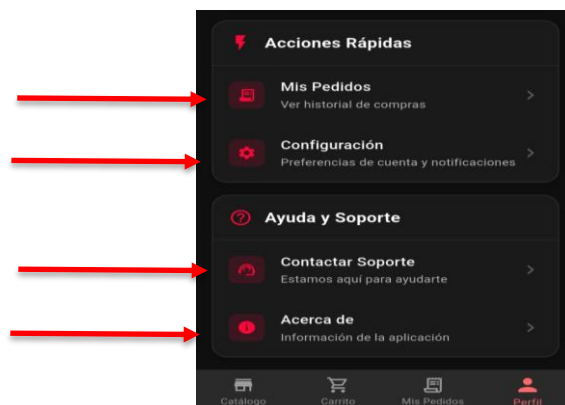 Acciones Rápidas
Mis Pedidos
Ver historial de compras
Configuración
Preferencias de cuenta y notificaciones
Ayuda y Soporte
Contactar Soporte
Estamos aquí para ayudarte
Acerca de
Información de la aplicación
Catálogo Carrito Mis Pedidos Perfil